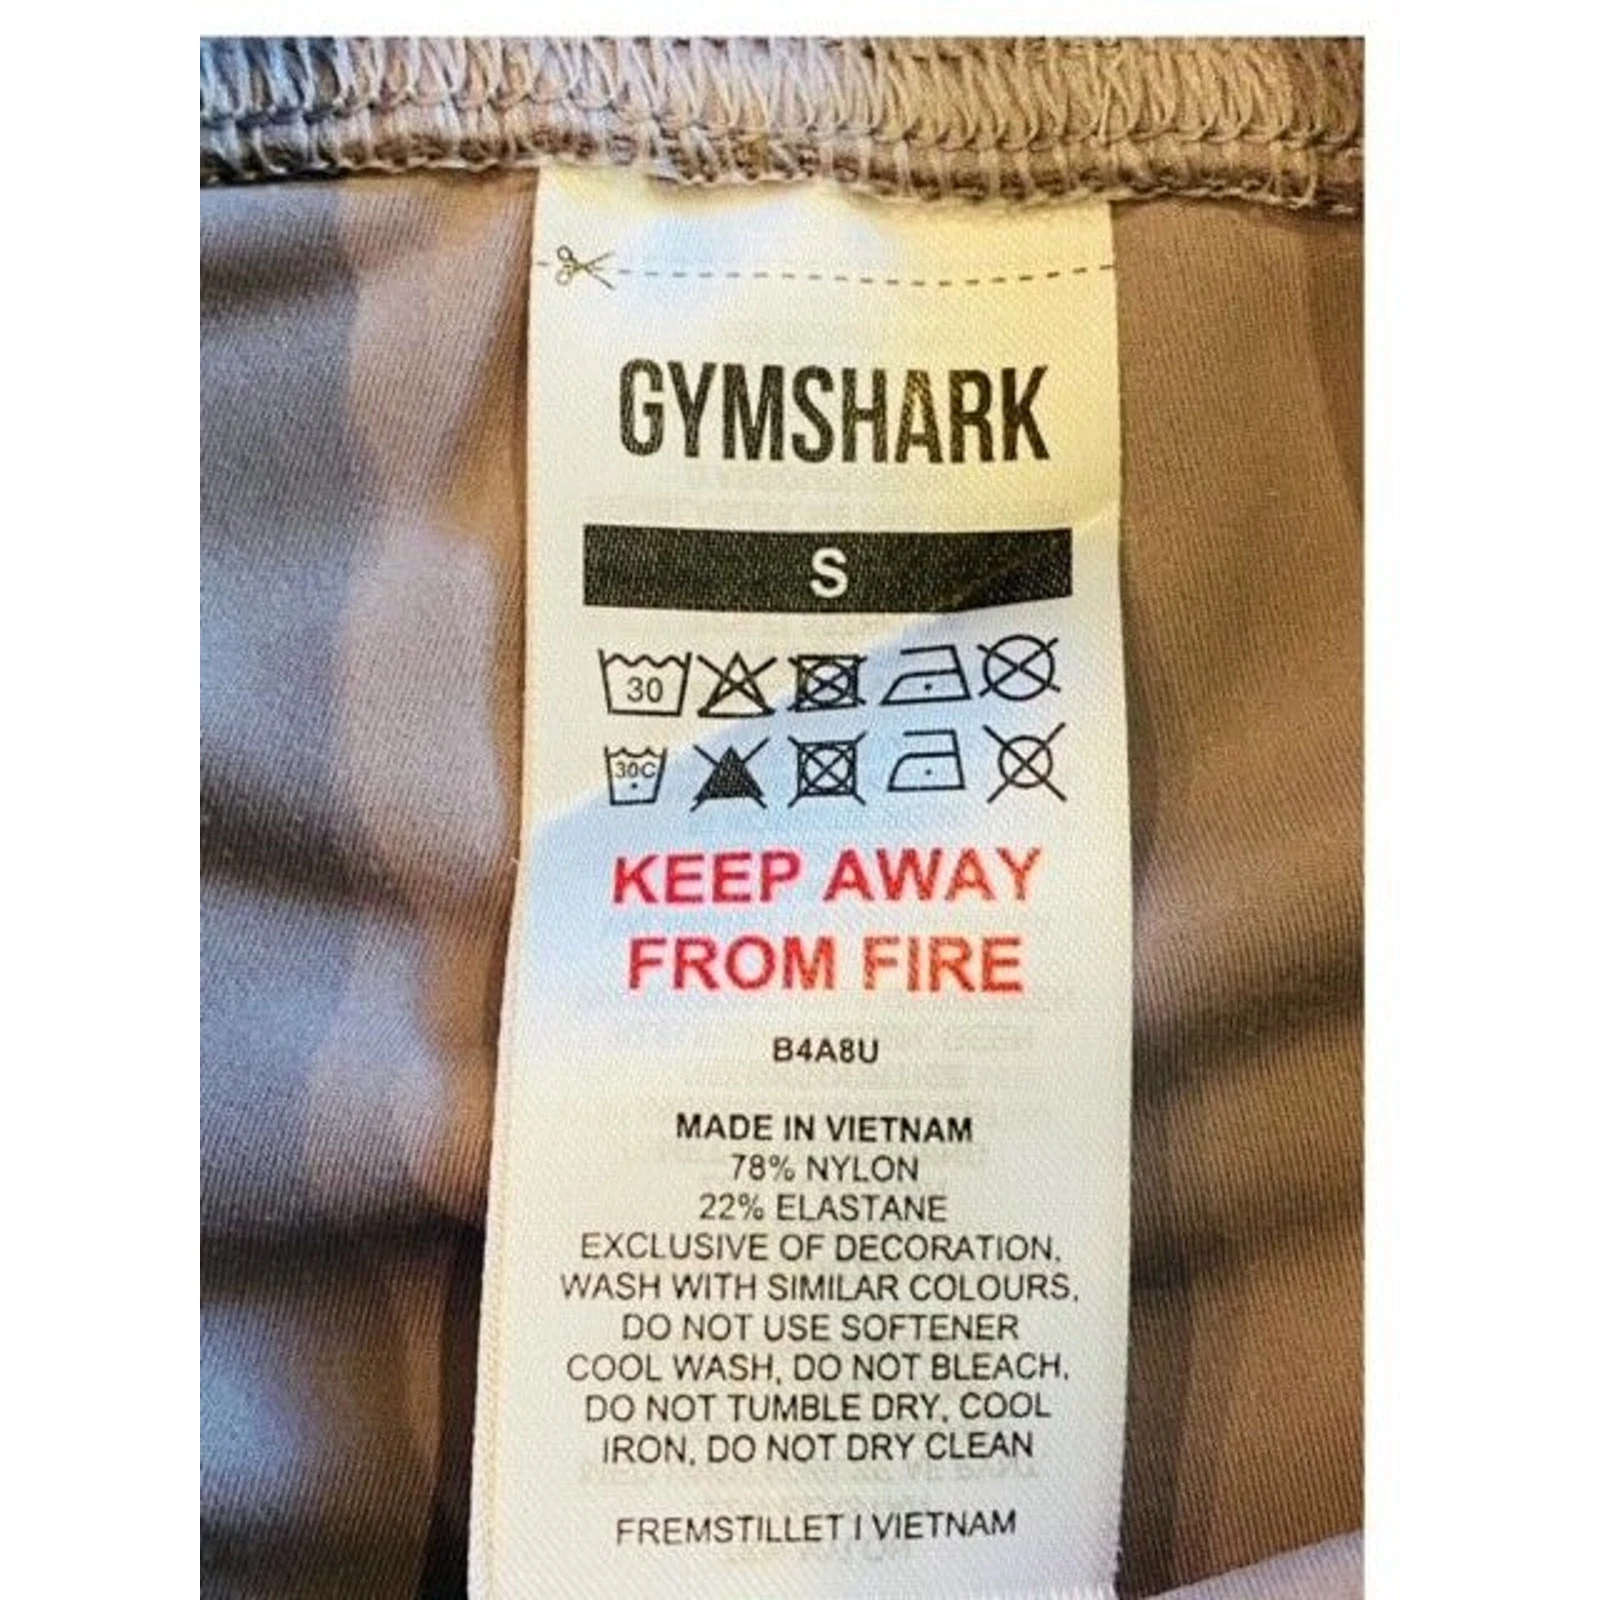 GYMSHARK
S
30
30C
KEEP AWAY
FROM FIRE
B4A8U
MADE IN VIETNAM
78% NYLON
22% ELASTANE
EXCLUSIVE OF DECORATION,
WASH WITH SIMILAR COLOURS,
DO NOT USE SOFTENER
COOL WASH, DO NOT BLEACH,
DO NOT TUMBLE DRY, COOL
IRON, DO NOT DRY CLEAN
FREMSTILLET I VIETNAM